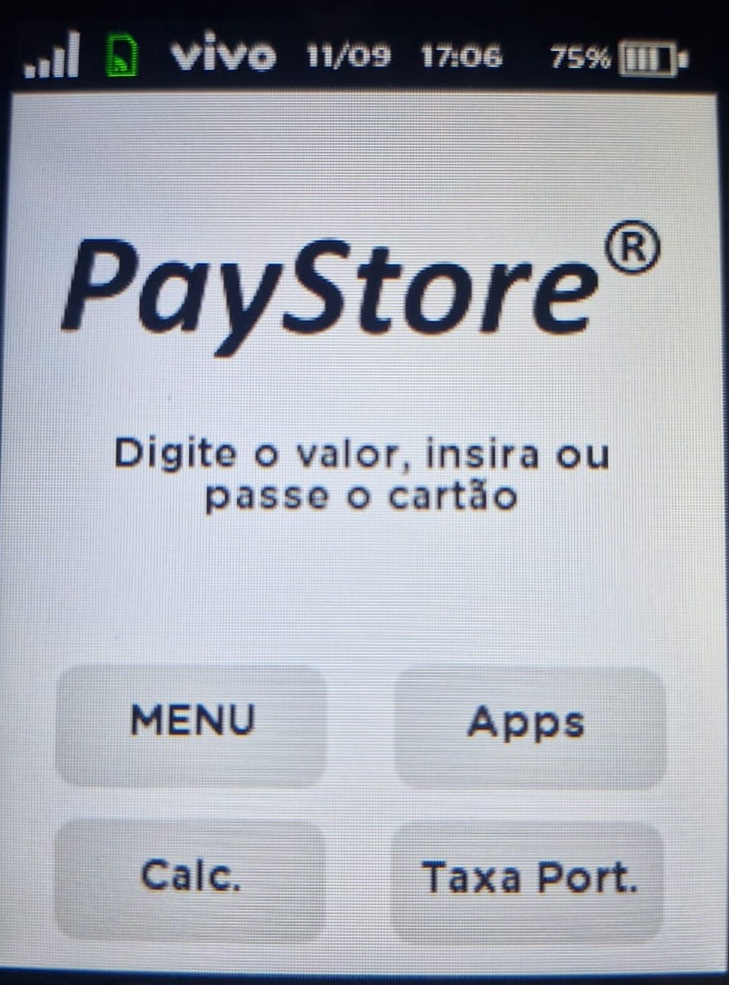 vivo 11/09 17:06 75%
PayStore®
Digite o valor, insira ou
passe o cartão
MENU Apps
Calc. Taxa Port.